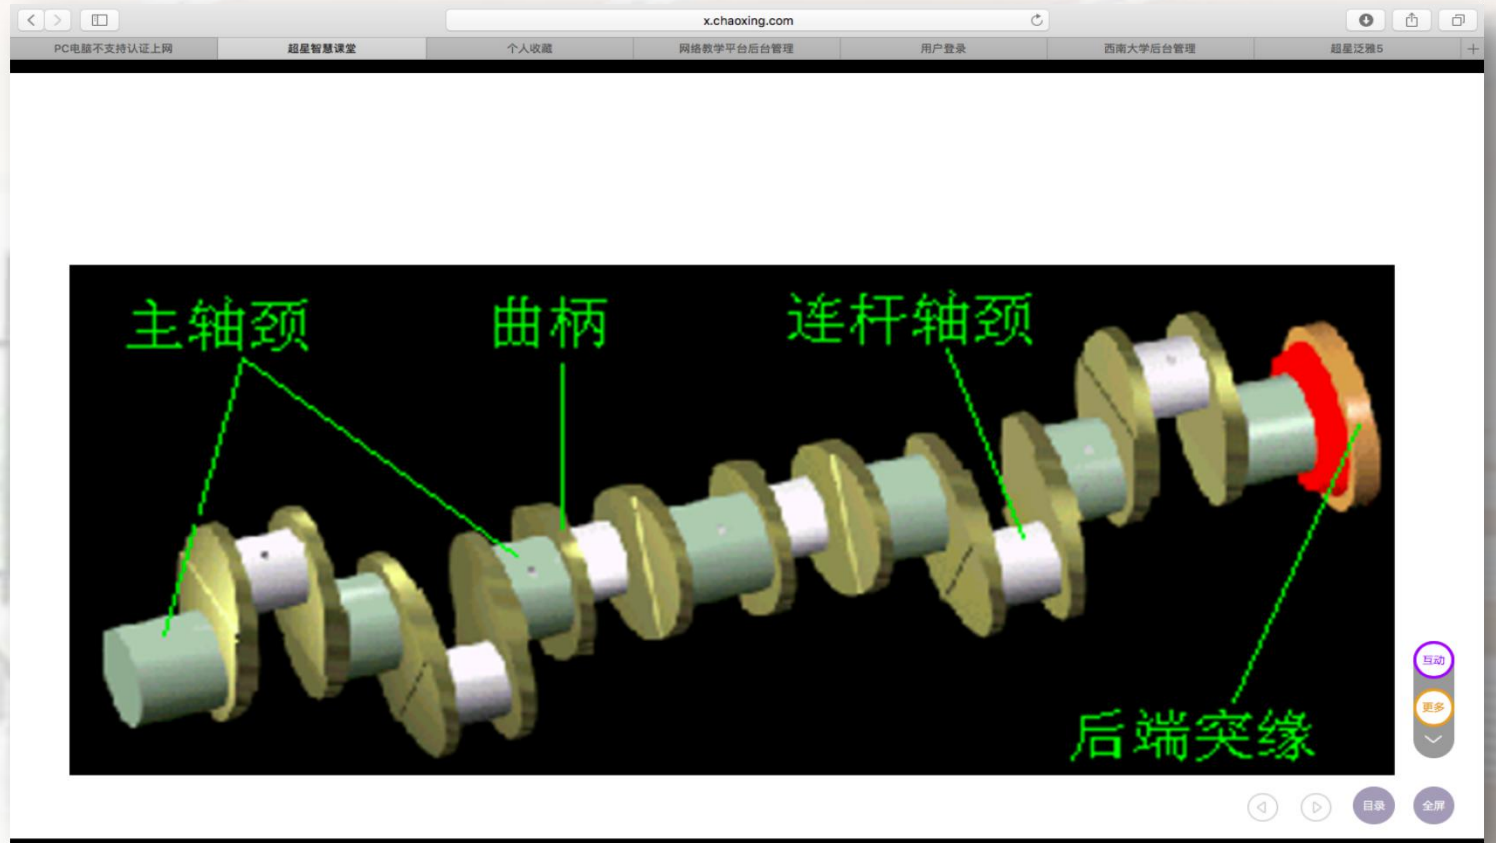 x.chaoxing.com
PC电脑不支持认证上网 超星智慧课堂 个人收藏 网络教学平台后台管理 用户登录 西南大学后台管理 超星泛雅5
主轴颈 曲柄 连杆轴颈
后端突缘
互动
更多
目录 全屏